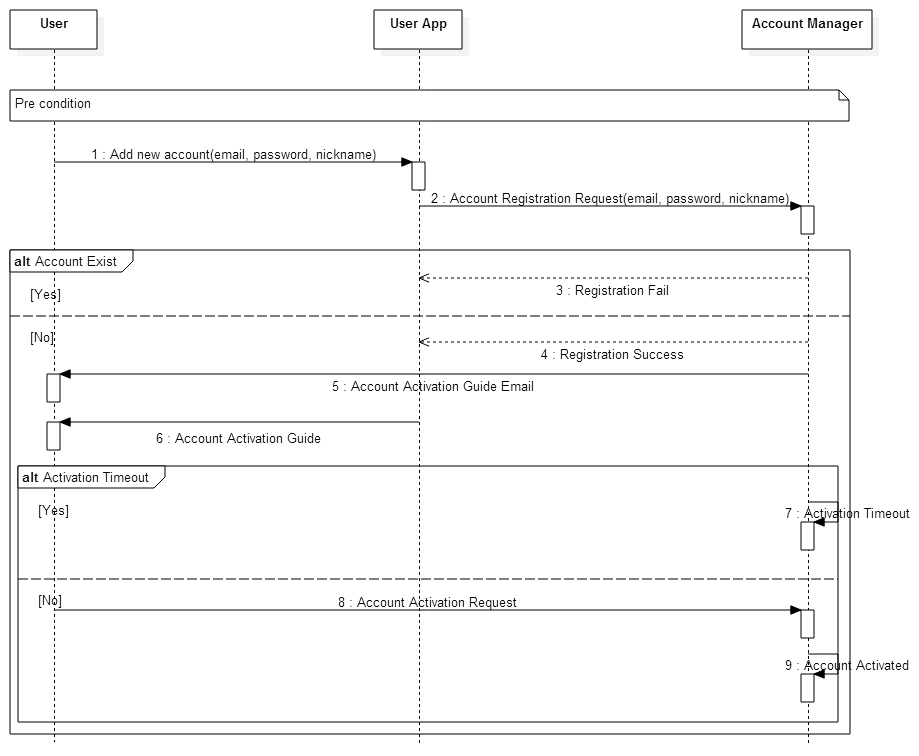 User
User App
Account Manager
Pre condition
1 : Add new account(email, password, nickname)
2 : Account Registration Request(email, password, nickname)
alt Account Exist
3 : Registration Fail
[Yes]
[No]
4 : Registration Success
5 : Account Activation Guide Email
6 : Account Activation Guide
alt Activation Timeout
[Yes]
7 : Activation Timeout
[No]
8 : Account Activation Request
9 : Account Activated